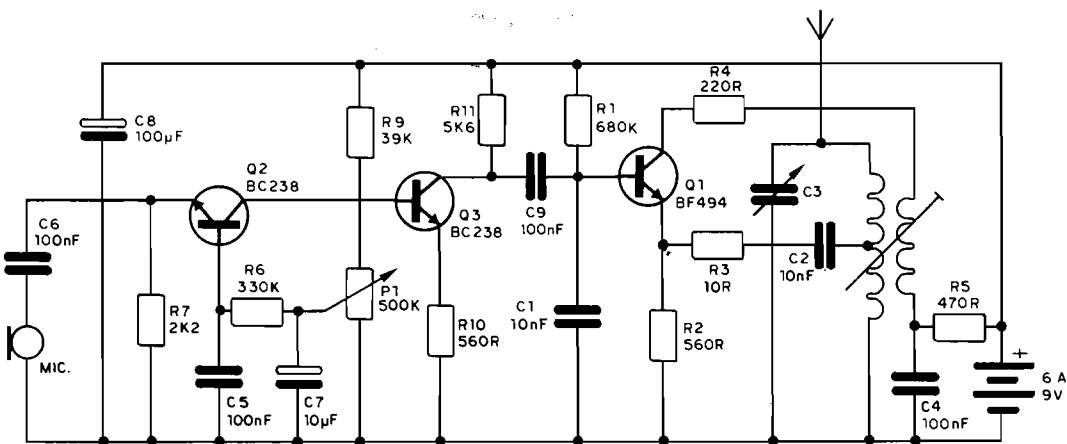 R4
220R
C8
100µF
R9
39K
R11
5K6
R1
680K
Q2
BC238
Q3
BC238
Q1
BF494
C3
C6
100nF
C9
100nF
R6
330K
P1
500K
R3
10R
C2
10nF
R7
2K2
C1
10nF
R10
560R
R2
560R
R5
470R
MIC.
C5
100nF
C7
10µF
C4
100nF
+
6 A
9V